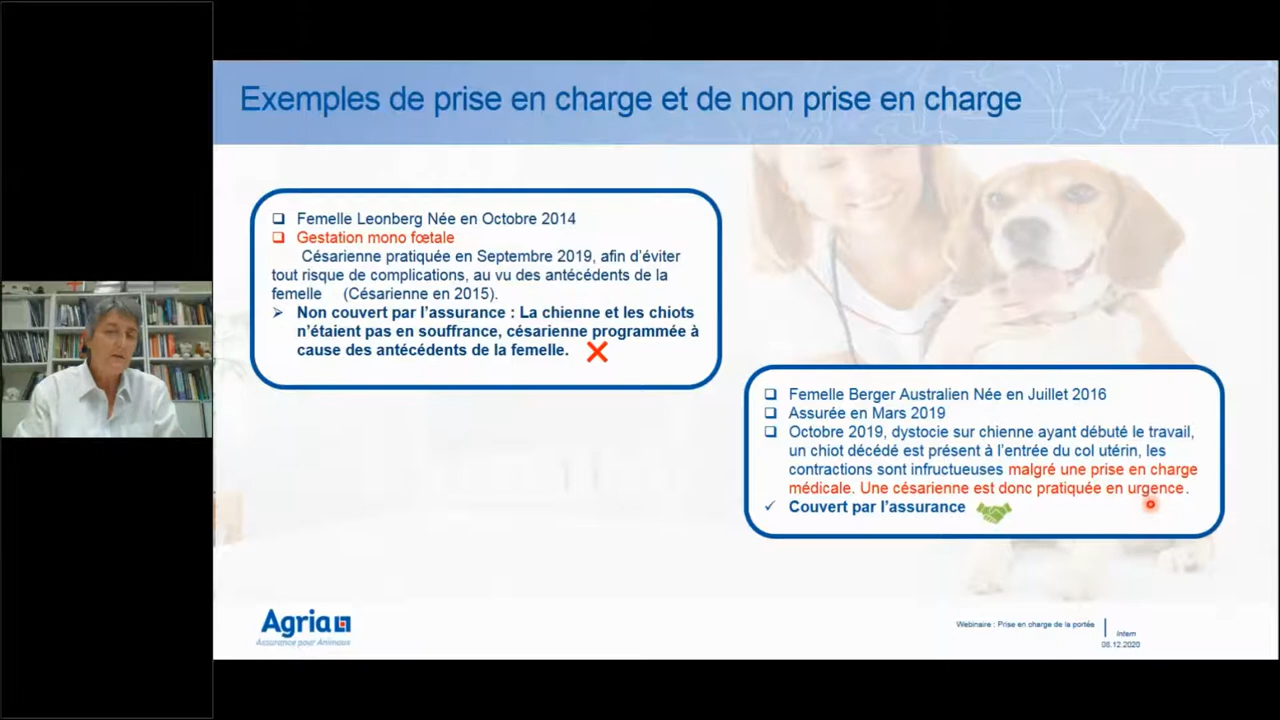 Exemples de prise en charge et de non prise en charge
Femelle Leonberg Née en Octobre 2014
Gestation mono fœtale
Césarienne pratiquée en Septembre 2019, afin d’éviter
tout risque de complications, au vu des antécédents de la
femelle (Césarienne en 2015).
Non couvert par l’assurance : La chienne et les chiots
n’étaient pas en souffrance, césarienne programmée à
cause des antécédents de la femelle.
Femelle Berger Australien Née en Juillet 2016
Assurée en Mars 2019
Octobre 2019, dystocie sur chienne ayant débuté le travail,
un chiot décédé est présent à l’entrée du col utérin, les
contractions sont infructueuses malgré une prise en charge
médicale. Une césarienne est donc pratiquée en urgence.
Couvert par l’assurance
Agria
Assurance pour Animaux
Webinaire : Prise en charge de la portée
Intern
08.12.2020